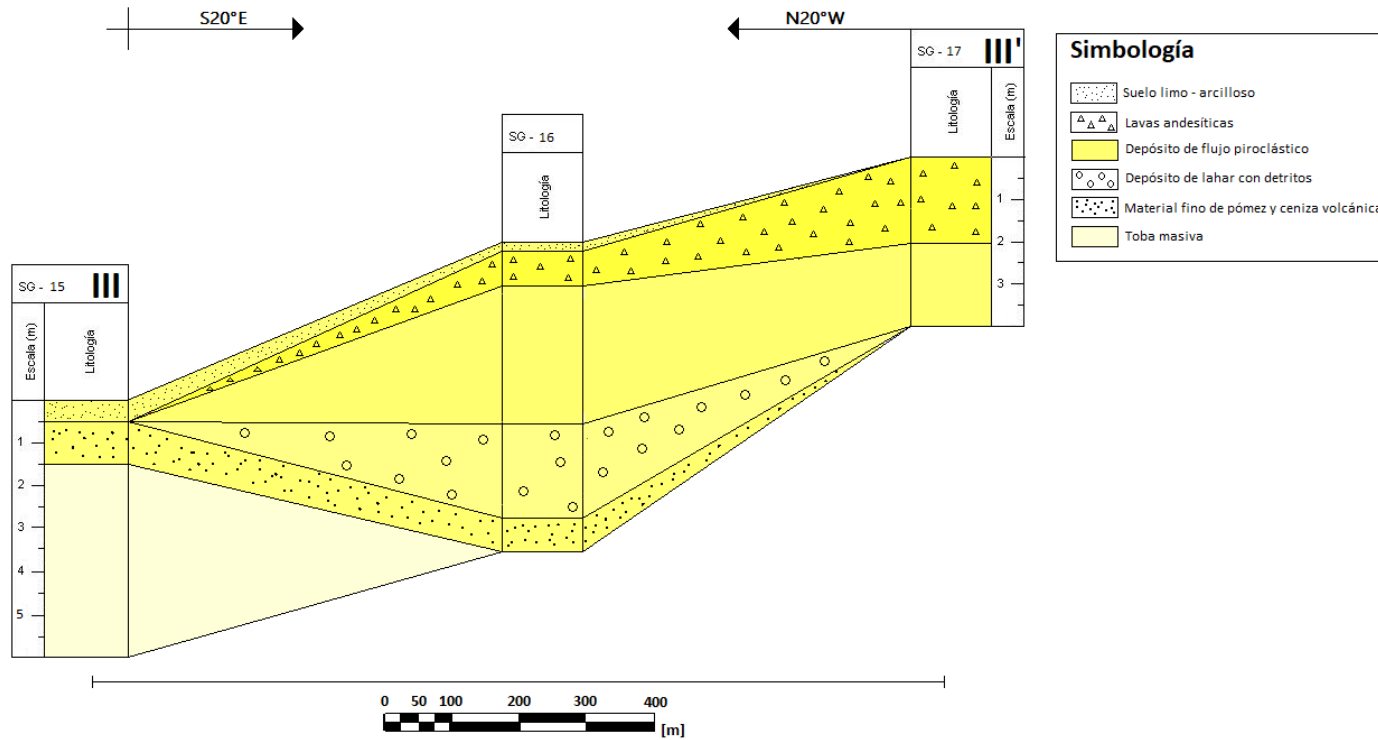 S20°E
N20°W
SG - 17 III'
Litología
Escala (m)
1
2
3
SG - 16
Litología
SG - 15 III
Escala (m)
Litología
1
2
3
4
5
Simbología
Suelo limo - arcilloso
Lavas andesíticas
Depósito de flujo piroclástico
Depósito de lahar con detritos
Material fino de pómez y ceniza volcánica
Toba masiva
0 50 100 200 300 400
[m]